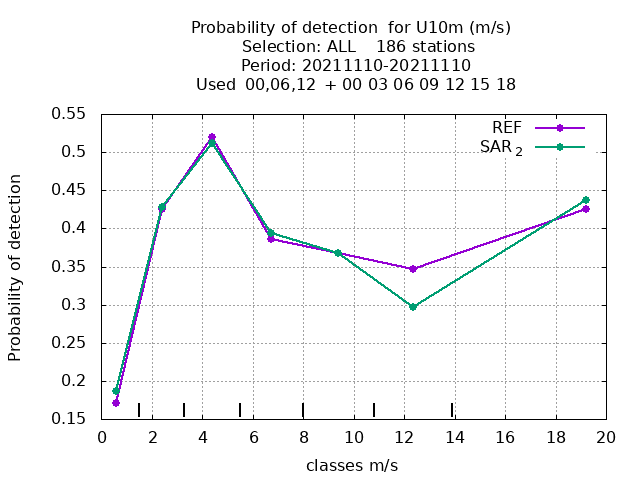 Probability of detection  for U10m (m/s)
Selection: ALL    186 stations
Period: 20211110-20211110
Used  00,06,12  + 00 03 06 09 12 15 18
0.55
0.5
0.45
0.4
0.35
0.3
0.25
0.2
0.15
Probability of detection
REF
SAR 2
0 2 4 6 8 10 12 14 16 18 20
classes m/s